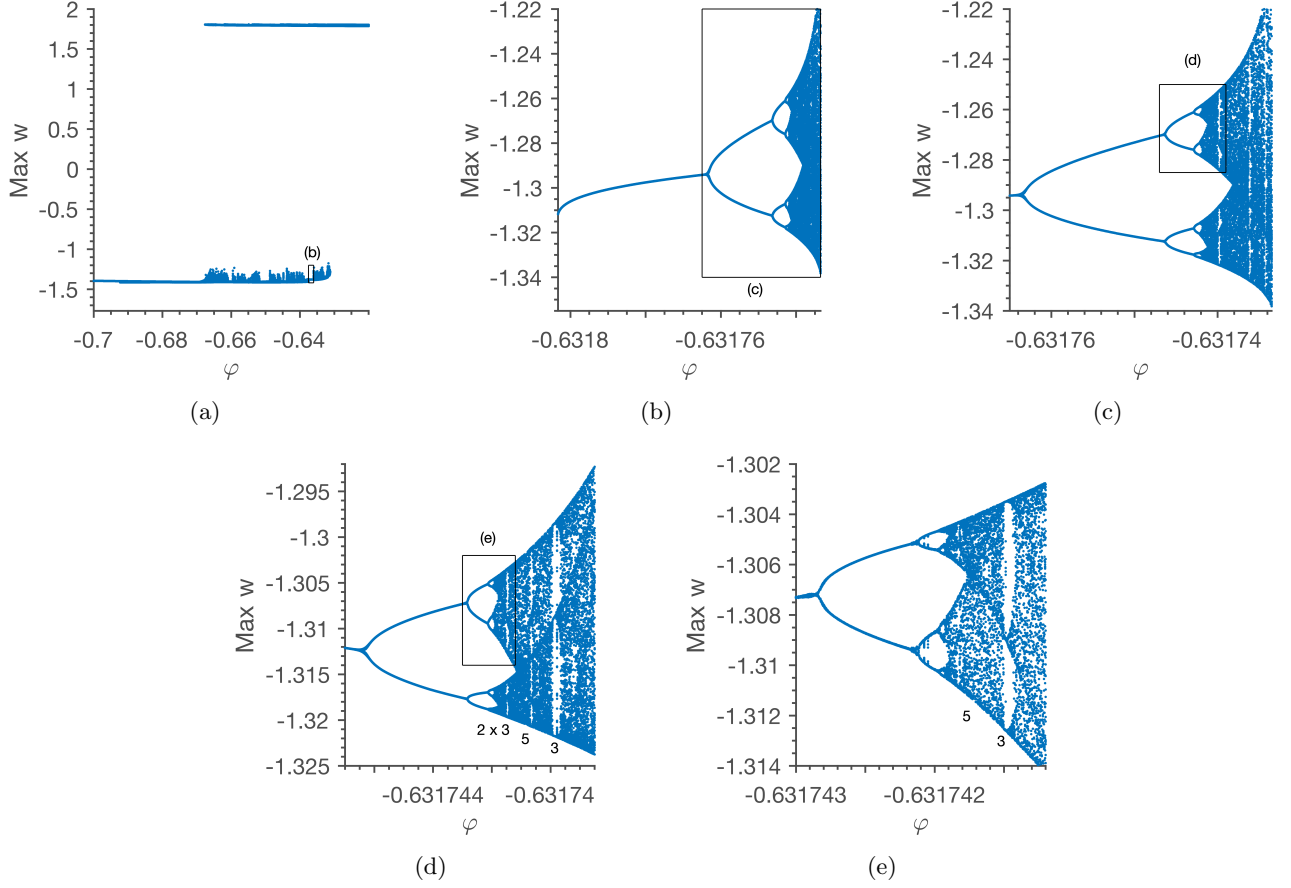 2
1.5
1
0.5
0
-0.5
-1
-1.5
Max w
(b)
-0.7 -0.68 -0.66 -0.64
φ
(a)
-1.22
-1.24
-1.26
-1.28
-1.3
-1.32
-1.34
Max w
(c)
-0.6318 -0.63176
φ
(b)
-1.22
-1.24
-1.26
-1.28
-1.3
-1.32
-1.34
Max w
(d)
-0.63176 -0.63174
φ
(c)
-1.295
-1.3
-1.305
-1.31
-1.315
-1.32
-1.325
Max w
(e)
2 x 3
5
3
-0.631744 -0.63174
φ
(d)
-1.302
-1.304
-1.306
-1.308
-1.31
-1.312
-1.314
Max w
5
3
-0.631743 -0.631742
φ
(e)